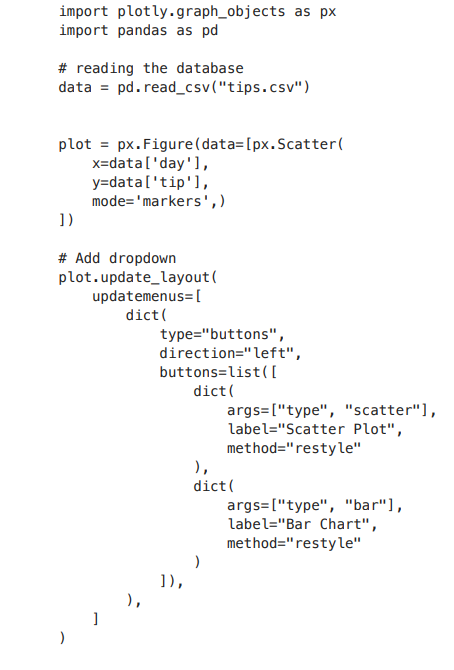 import plotly.graph_objects as px
import pandas as pd

# reading the database
data = pd.read_csv("tips.csv")


plot = px.Figure(data=[px.Scatter(
    x=data['day'],
    y=data['tip'],
    mode='markers',)
])

# Add dropdown
plot.update_layout(
    updatemenus=[
        dict(
            type="buttons",
            direction="left",
            buttons=list([
                dict(
                    args=["type", "scatter"],
                    label="Scatter Plot",
                    method="restyle"
                ),
                dict(
                    args=["type", "bar"],
                    label="Bar Chart",
                    method="restyle"
                )
            ]),
        ),
    ]
)